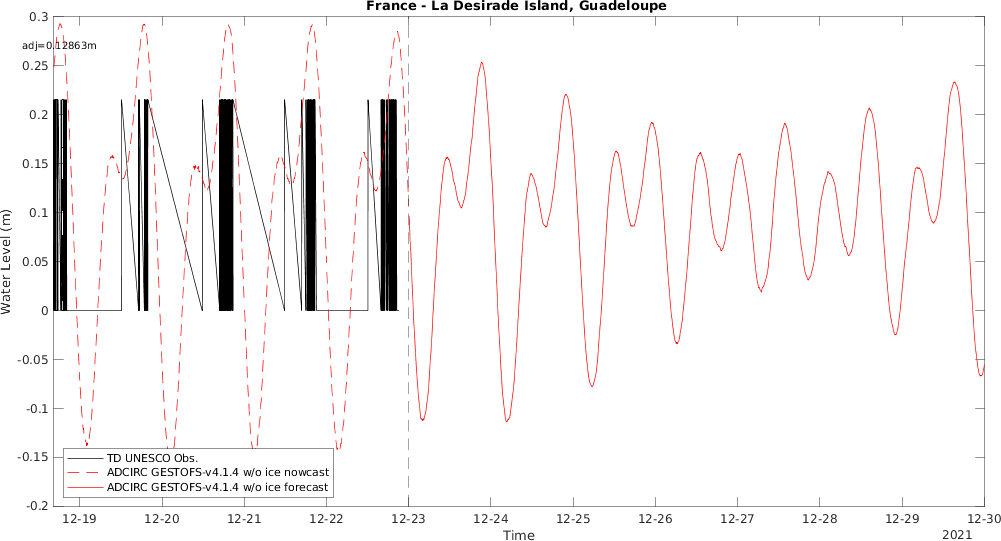 France - La Desirade Island, Guadeloupe
adj=0.12863m
0.3
0.25
0.2
0.15
0.1
0.05
0
-0.05
-0.1
-0.15
-0.2
Water Level (m)
TD UNESCO Obs.
ADCIRC GESTOFS-v4.1.4 w/o ice nowcast
ADCIRC GESTOFS-v4.1.4 w/o ice forecast
12-19 12-20 12-21 12-22 12-23 12-24 12-25 12-26 12-27 12-28 12-29 12-30
Time
2021